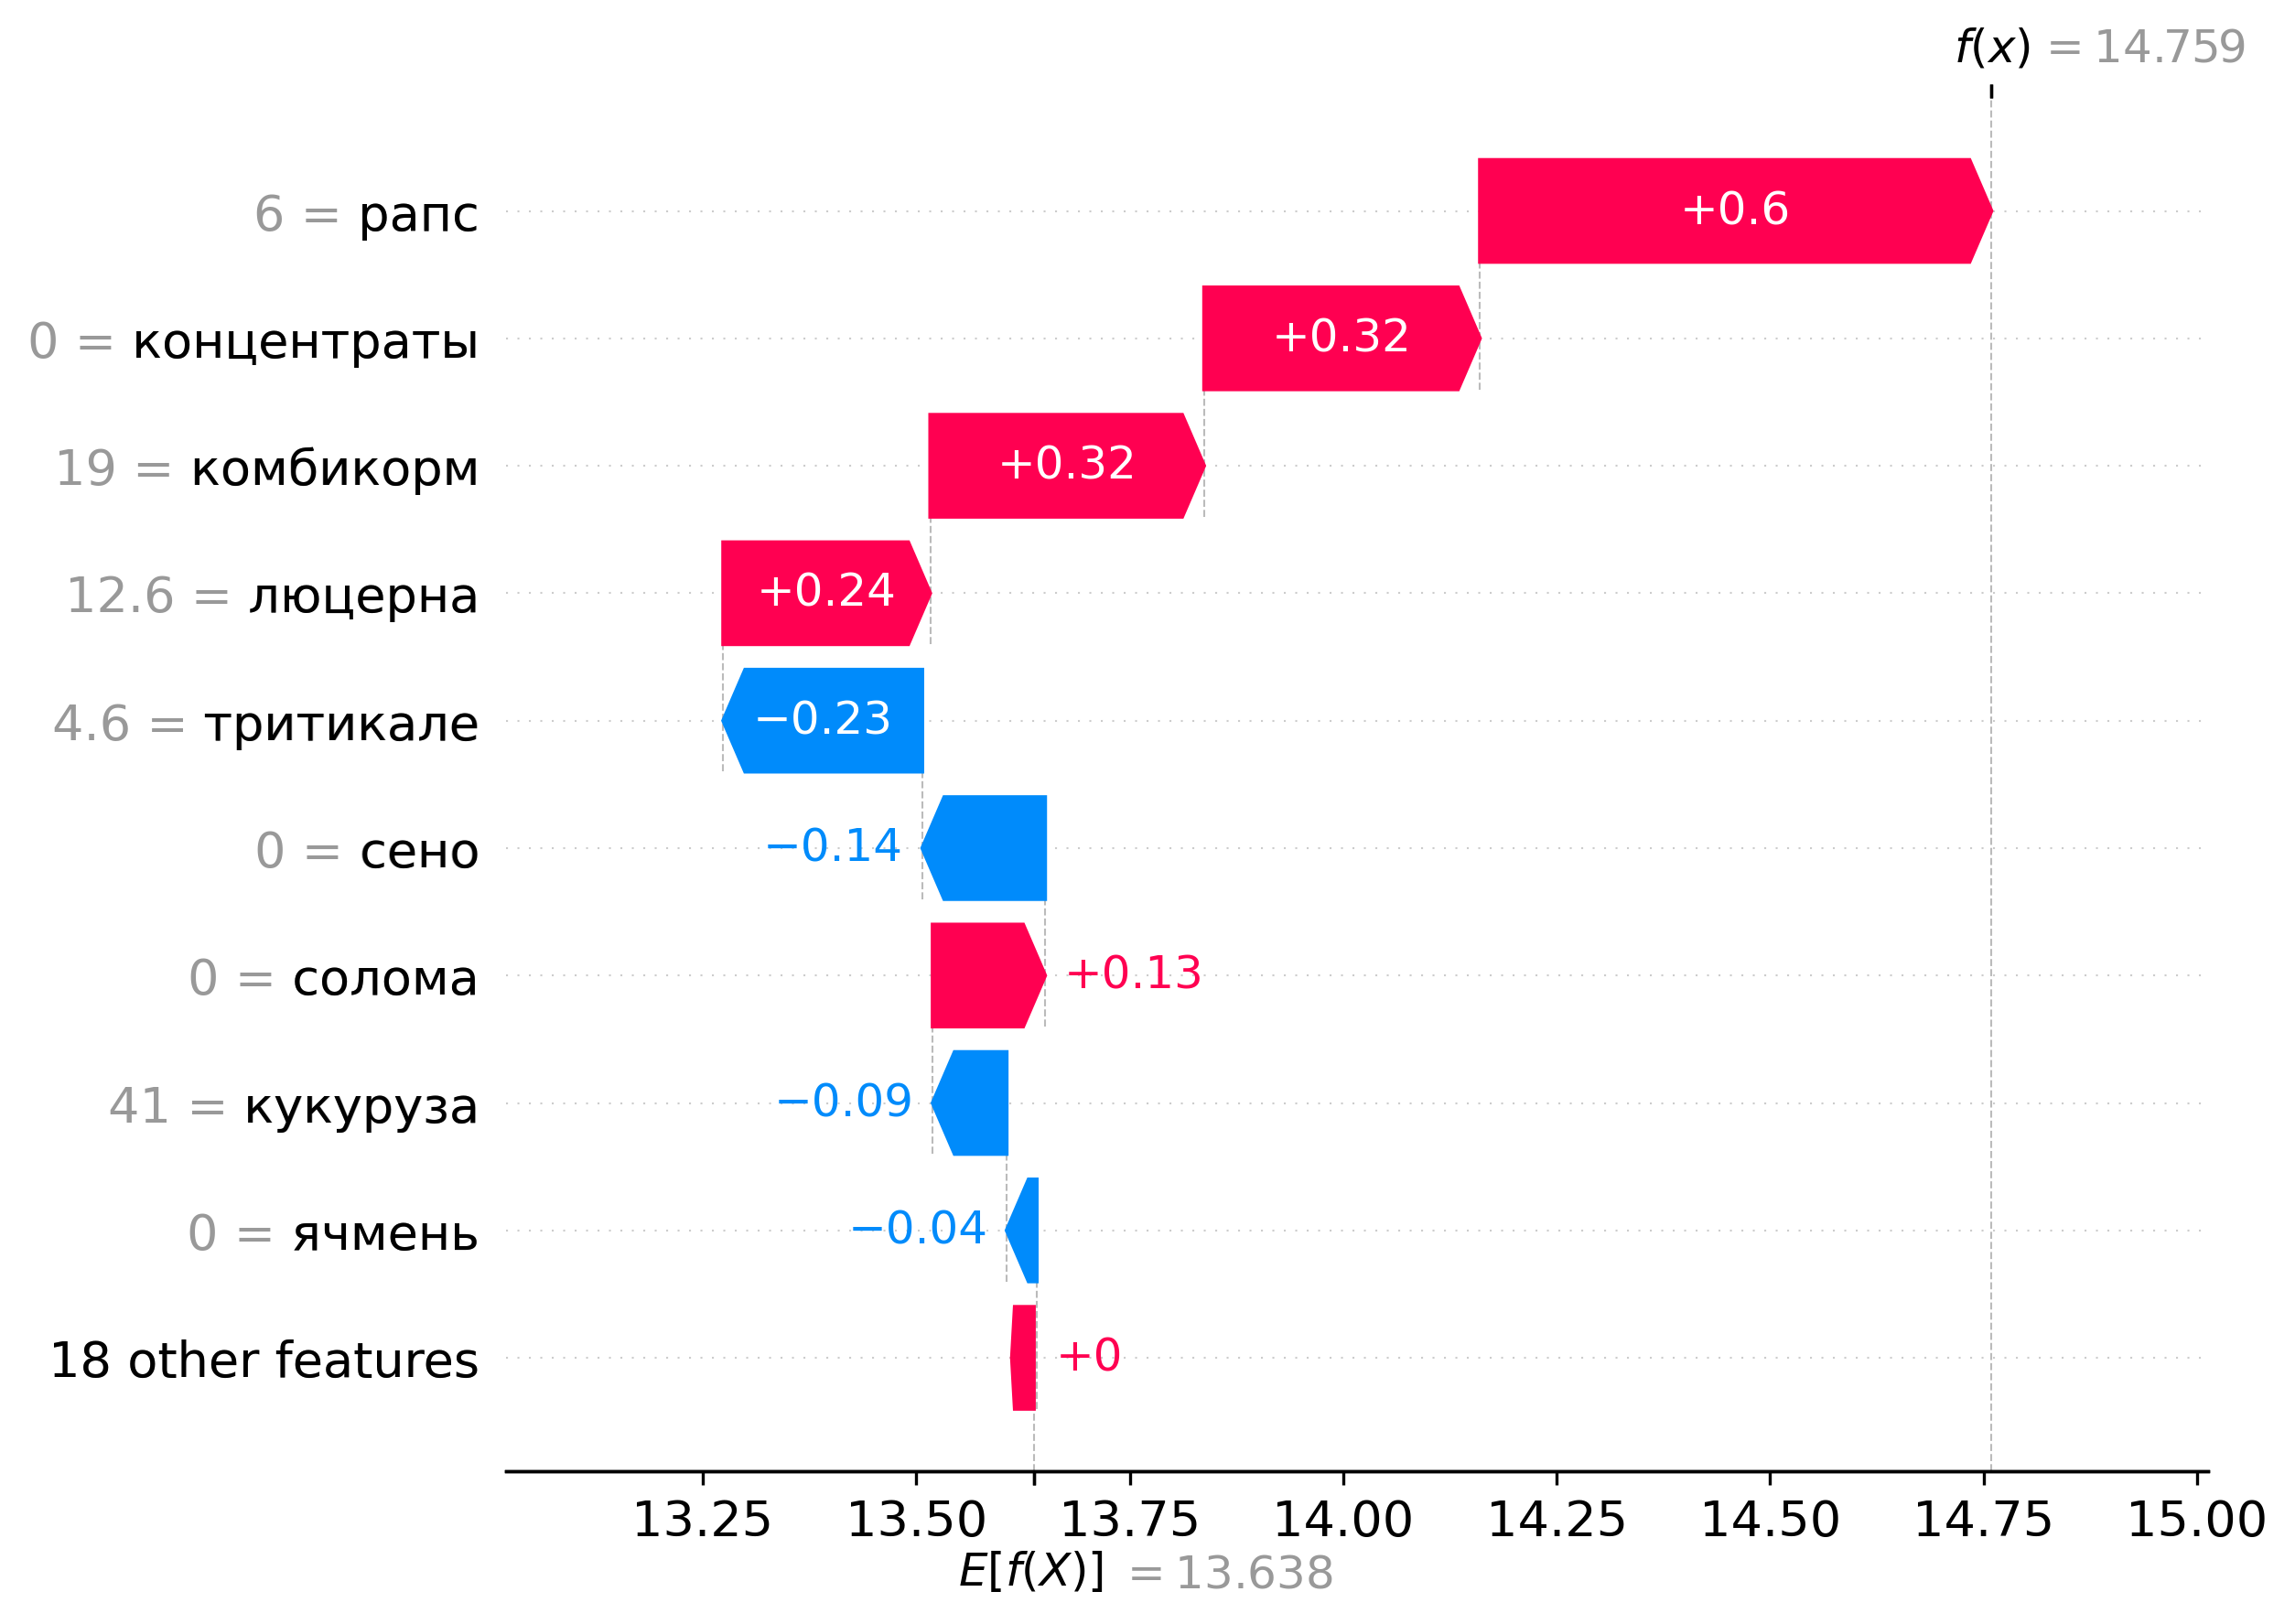 f(x) = 14.759
6 = рапс +0.6
0 = концентраты +0.32
19 = комбикорм +0.32
12.6 = люцерна +0.24
4.6 = тритикале −0.23
0 = сено −0.14
0 = солома +0.13
41 = кукуруза −0.09
0 = ячмень −0.04
18 other features +0
13.25 13.50 13.75 14.00 14.25 14.50 14.75 15.00
E[f(X)] = 13.638